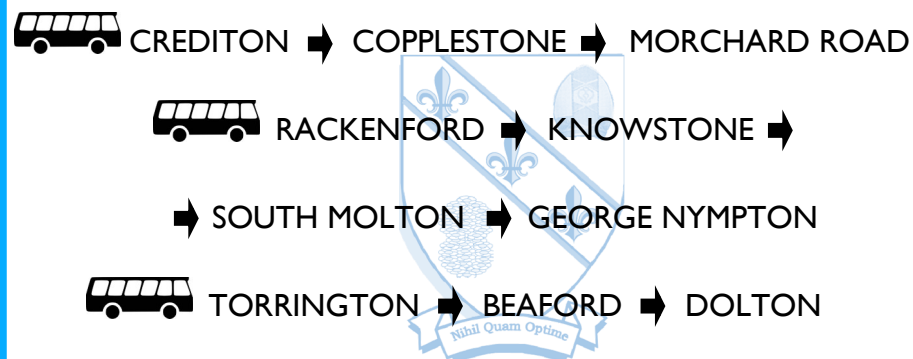 CREDITON COPPLESTONE MORCHARD ROAD
RACKENFORD KNOWSTONE
SOUTH MOLTON GEORGE NYMPTON
TORRINGTON BEAFORD DOLTON
Nihil Quam Optime